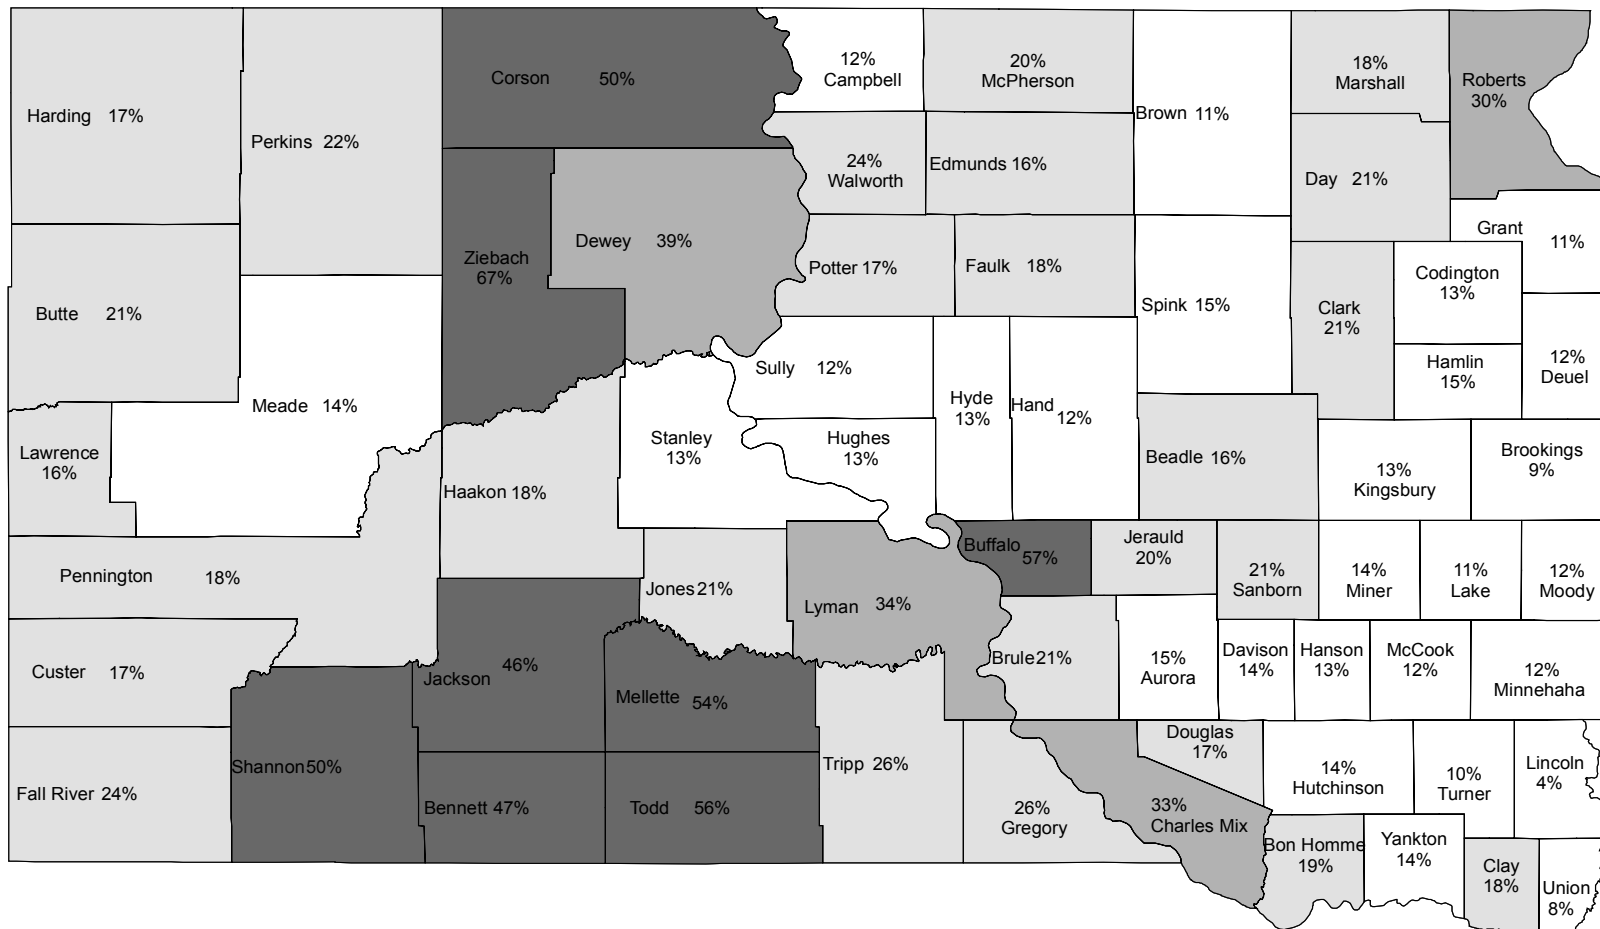 Harding 17%
Perkins 22%
Corson 50%
12%
Campbell
20%
McPherson
Brown 11%
18%
Marshall
Roberts
30%
24%
Walworth
Edmunds 16%
Day 21%
Grant
11%
Ziebach
67%
Dewey 39%
Potter 17%
Faulk 18%
Spink 15%
Clark
21%
Codington
13%
Butte 21%
Meade 14%
Sully 12%
Hyde
13%
Hand 12%
Hamlin
15%
12%
Deuel
Lawrence
16%
Haakon 18%
Stanley
13%
Hughes
13%
Beadle 16%
13%
Kingsbury
Brookings
9%
Pennington 18%
Jones 21%
Lyman 34%
Buffalo 57%
Jerauld
20%
21%
Sanborn
14%
Miner
11%
Lake
12%
Moody
Custer 17%
Jackson 46%
Mellette 54%
Brule 21%
15%
Aurora
Davison
14%
Hanson
13%
McCook
12%
12%
Minnehaha
Fall River 24%
Shannon 50%
Bennett 47%
Todd 56%
Tripp 26%
26%
Gregory
Douglas
17%
33%
Charles Mix
14%
Hutchinson
10%
Turner
Lincoln
4%
Bon Homme
19%
Yankton
14%
Clay
18%
Union
8%